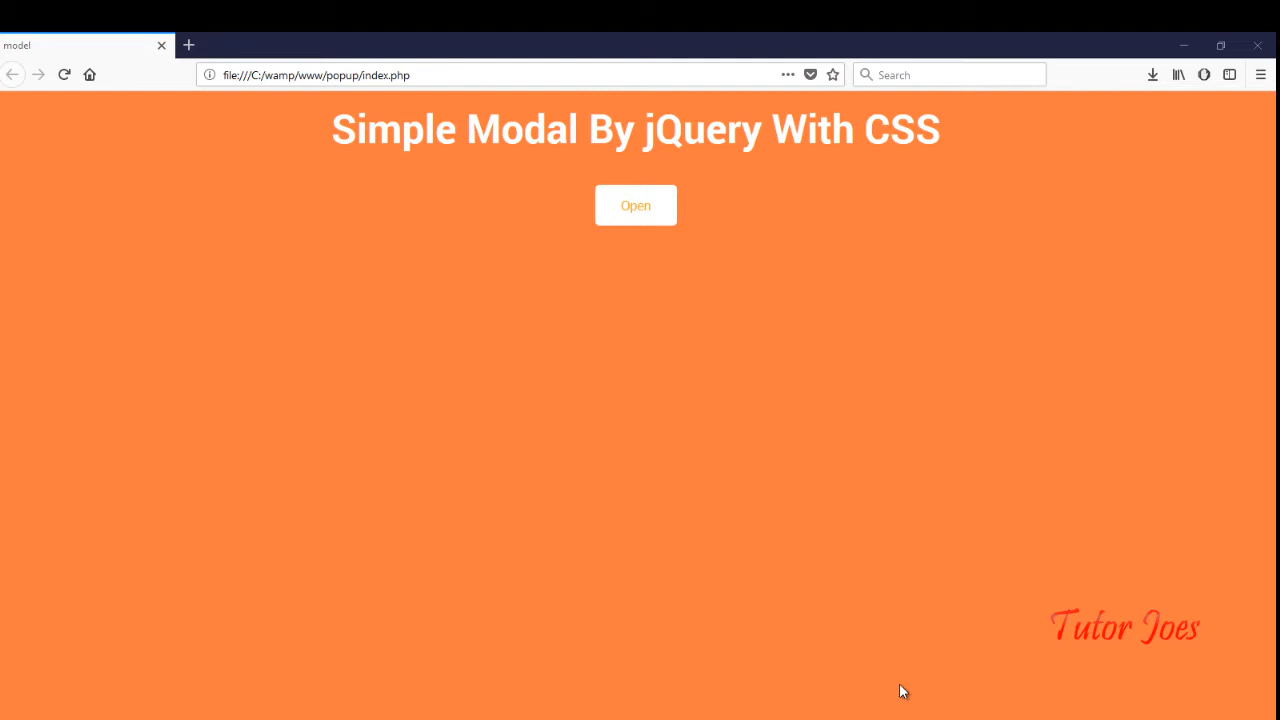 model
file:///C:/wamp/www/popup/index.php
Search
Simple Modal By jQuery With CSS
Open
Tutor Joes